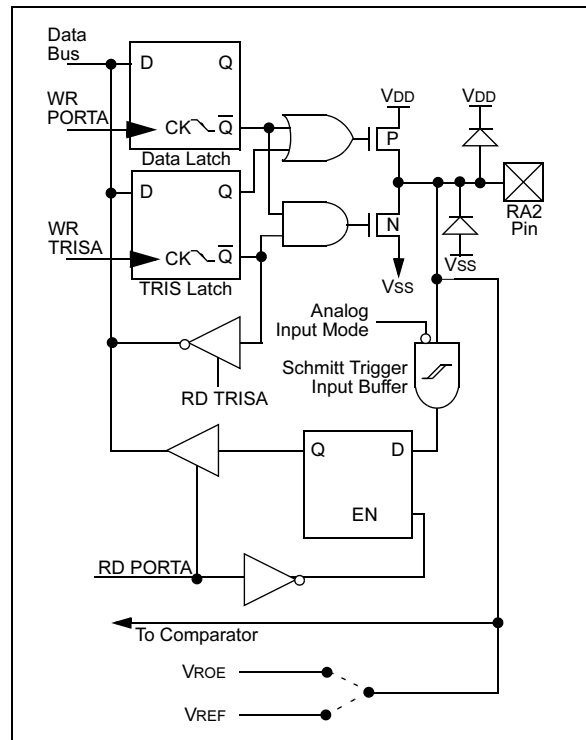 Data
Bus
D
Q
VDD
VDD
WR
PORTA
CK
Q
P
Data Latch
D
Q
RA2
Pin
WR
TRISA
N
VSS
CK
Q
VSS
TRIS Latch
Analog
Input Mode
Schmitt Trigger
Input Buffer
RD TRISA
Q
D
EN
RD PORTA
To Comparator
VROE
VREF